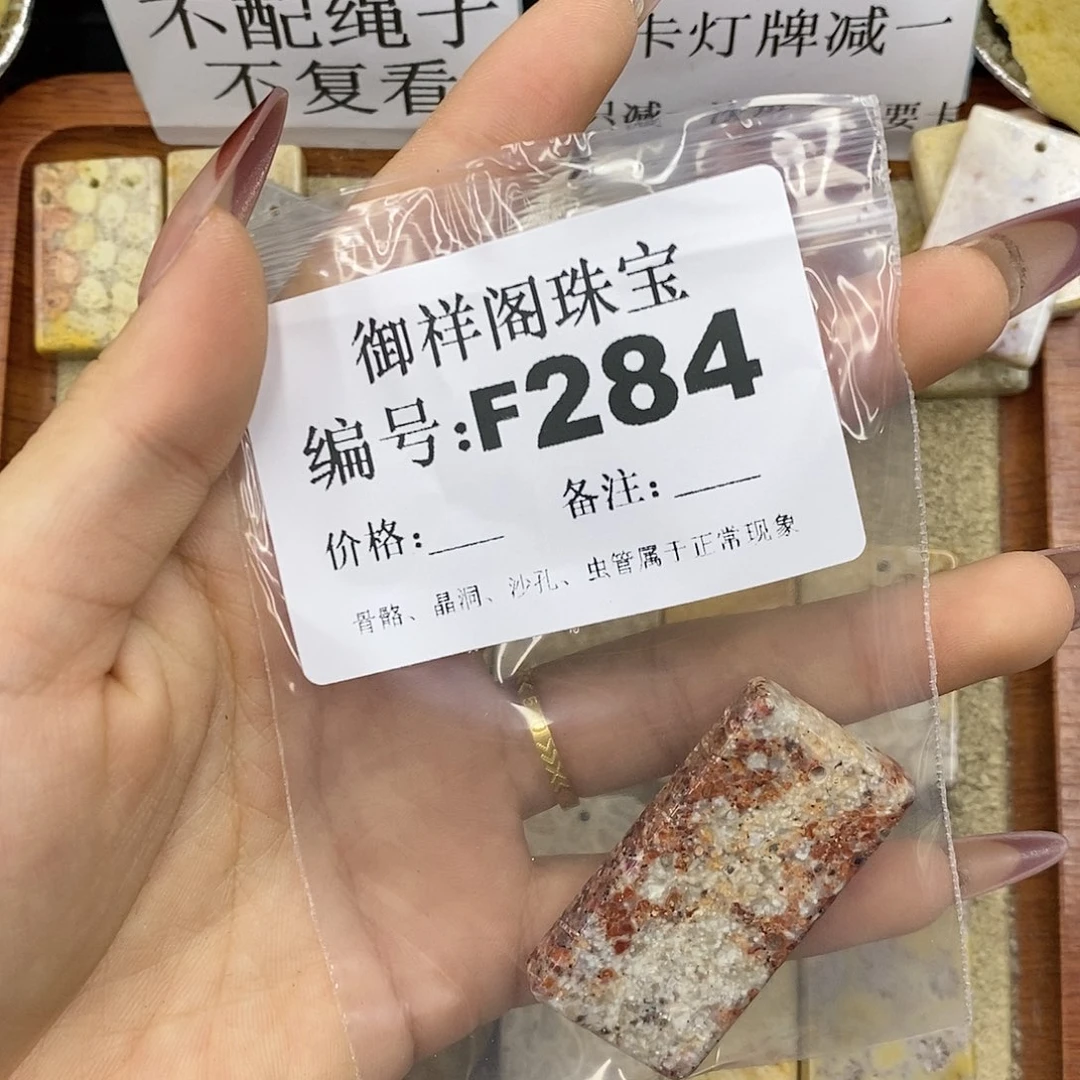 不配绳子
不复看
卡灯牌减一
御祥阁珠宝
编号:F284
价格:
备注:
骨骼、晶洞、沙孔、虫管属于正常现象